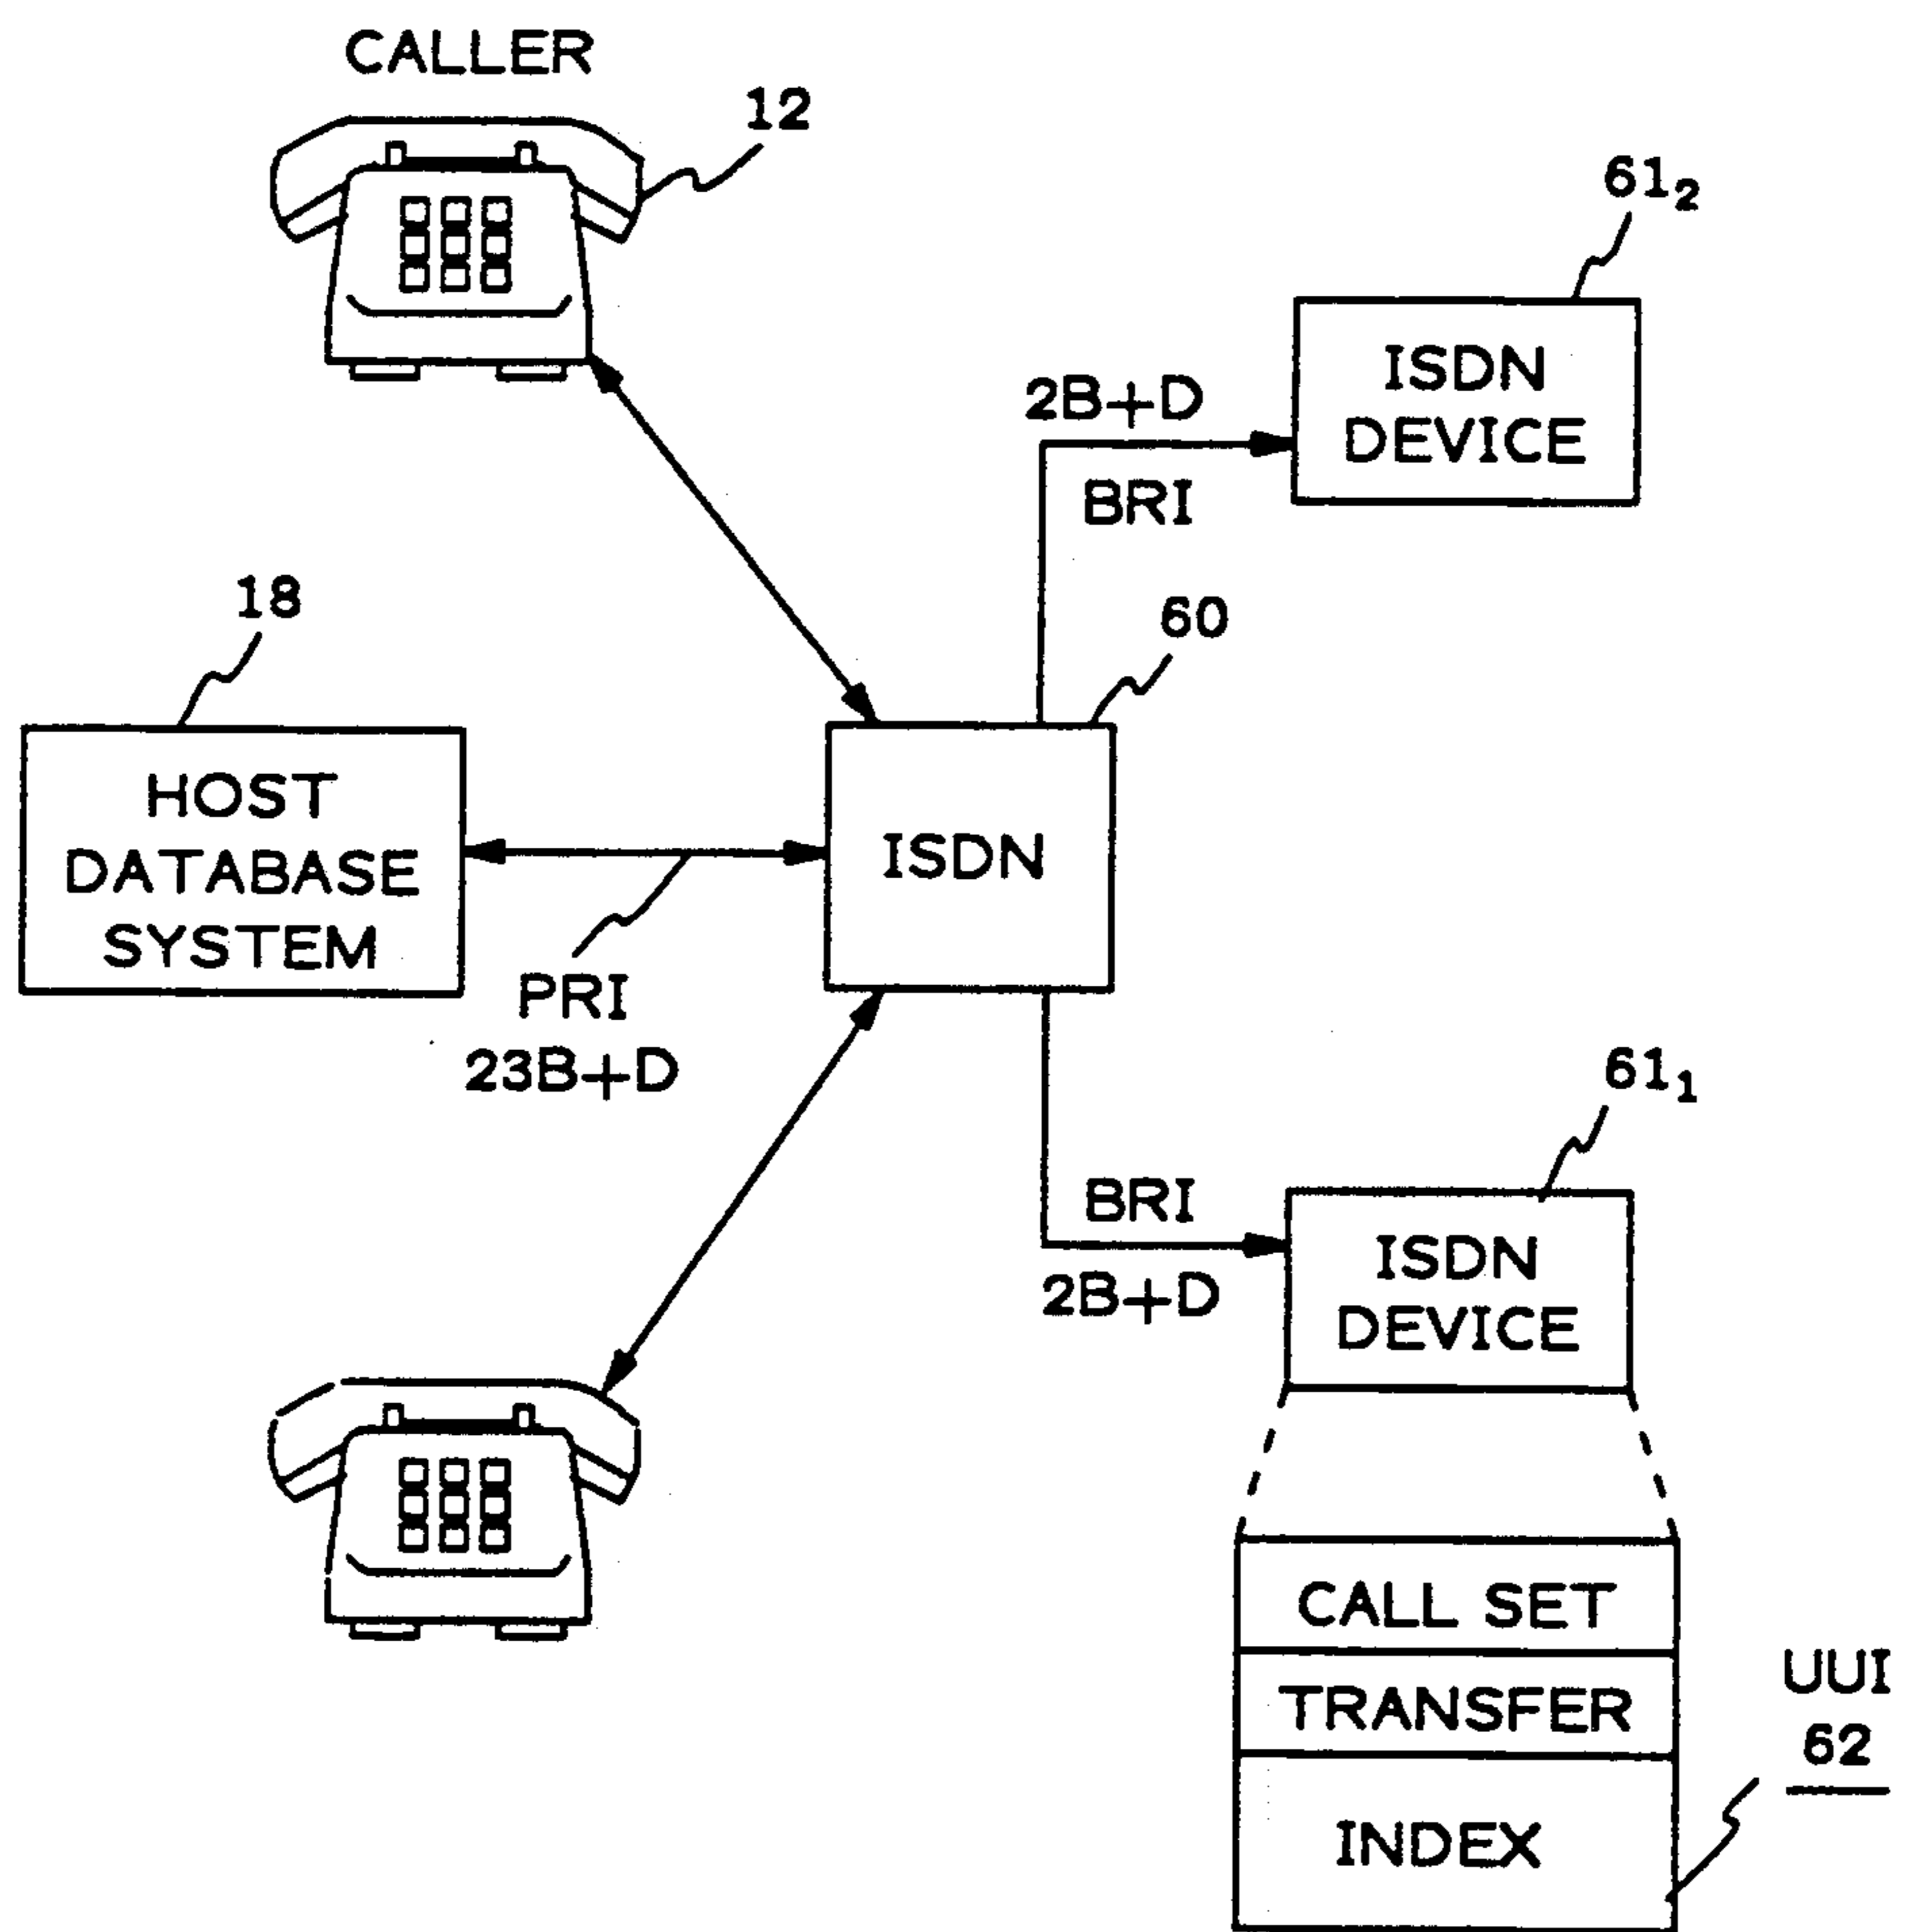 CALLER
12
61₂
ISDN
DEVICE
2B+D
BRI
18
60
HOST
DATABASE
SYSTEM
ISDN
PRI
23B+D
61₁
BRI
2B+D
ISDN
DEVICE
CALL SET
TRANSFER
INDEX
UUI
62